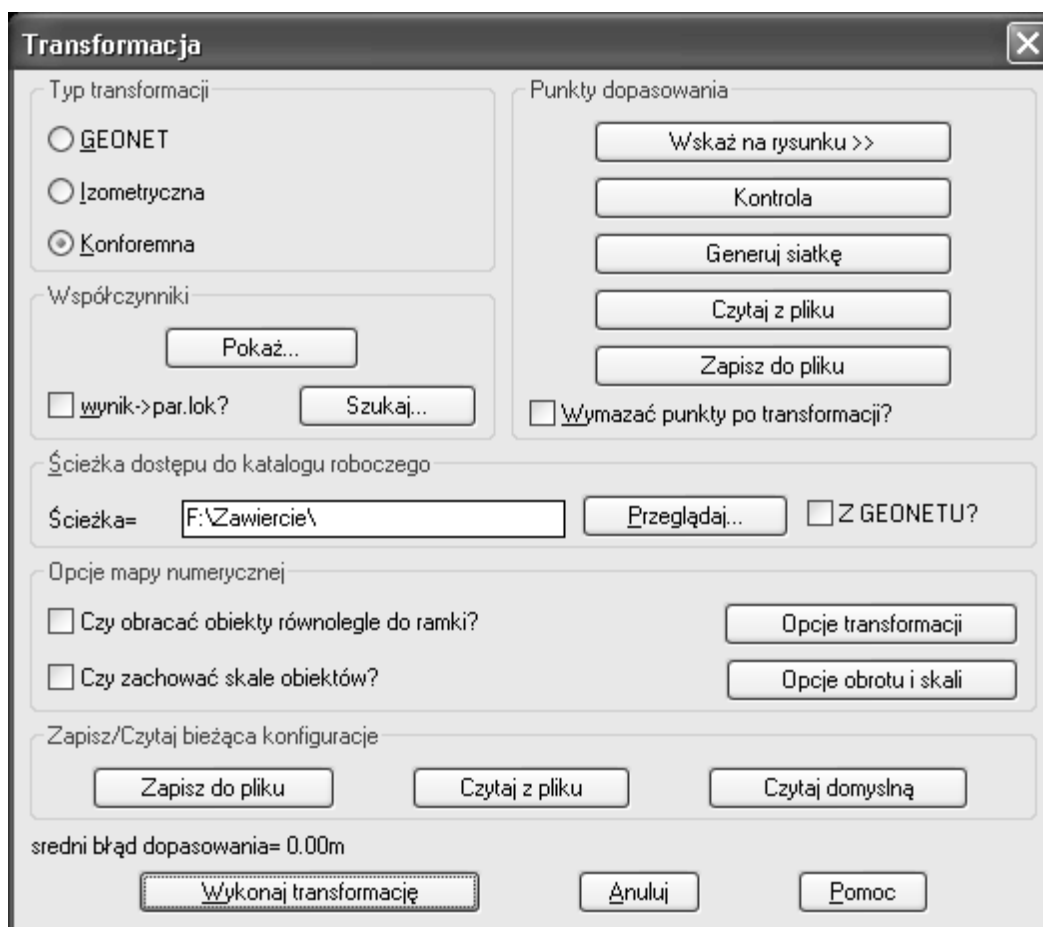 Transformacja
Typ transformacji
GEONET
Izometryczna
Konforemna
Współczynniki
Pokaż...
wynik->par.lok?
Szukaj...
Punkty dopasowania
Wskaż na rysunku >>
Kontrola
Generuj siatkę
Czytaj z pliku
Zapisz do pliku
Wymazać punkty po transformacji?
Ścieżka dostępu do katalogu roboczego
Ścieżka=
F:\Zawiercie\
Przeglądaj...
Z GEONETU?
Opcje mapy numerycznej
Czy obracać obiekty równolegle do ramki?
Opcje transformacji
Czy zachować skale obiektów?
Opcje obrotu i skali
Zapisz/Czytaj bieżąca konfiguracje
Zapisz do pliku
Czytaj z pliku
Czytaj domyslną
sredni błąd dopasowania= 0.00m
Wykonaj transformację
Anuluj
Pomoc